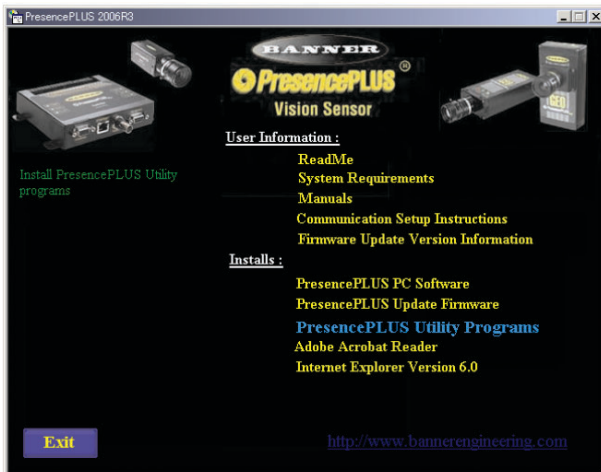 PresencePLUS 2006R3
BANNER
PresencePLUS®
Vision Sensor
User Information :
ReadMe
Install PresencePLUS Utility
programs
System Requirements
Manuals
Communication Setup Instructions
Firmware Update Version Information
Installs :
PresencePLUS PC Software
PresencePLUS Update Firmware
PresencePLUS Utility Programs
Adobe Acrobat Reader
Internet Explorer Version 6.0
Exit
http://www.bannerengineering.com
GEO